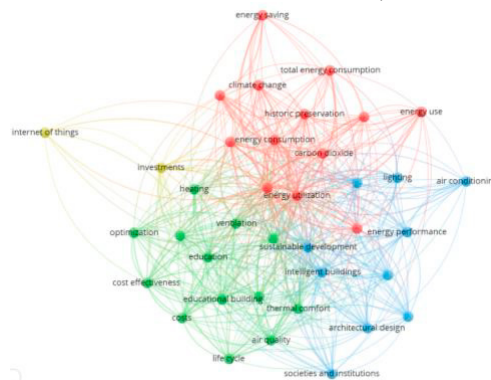 energy saving
total energy consumption
climate change
historic preservation
energy use
internet of things
energy consumption
carbon dioxide
investments
lighting
air conditionin
heating
energy utilization
ventilation
optimization
energy performance
sustainable development
education
intelligent buildings
cost effectiveness
educational building
thermal comfort
costs
architectural design
air quality
life cycle
societies and institutions